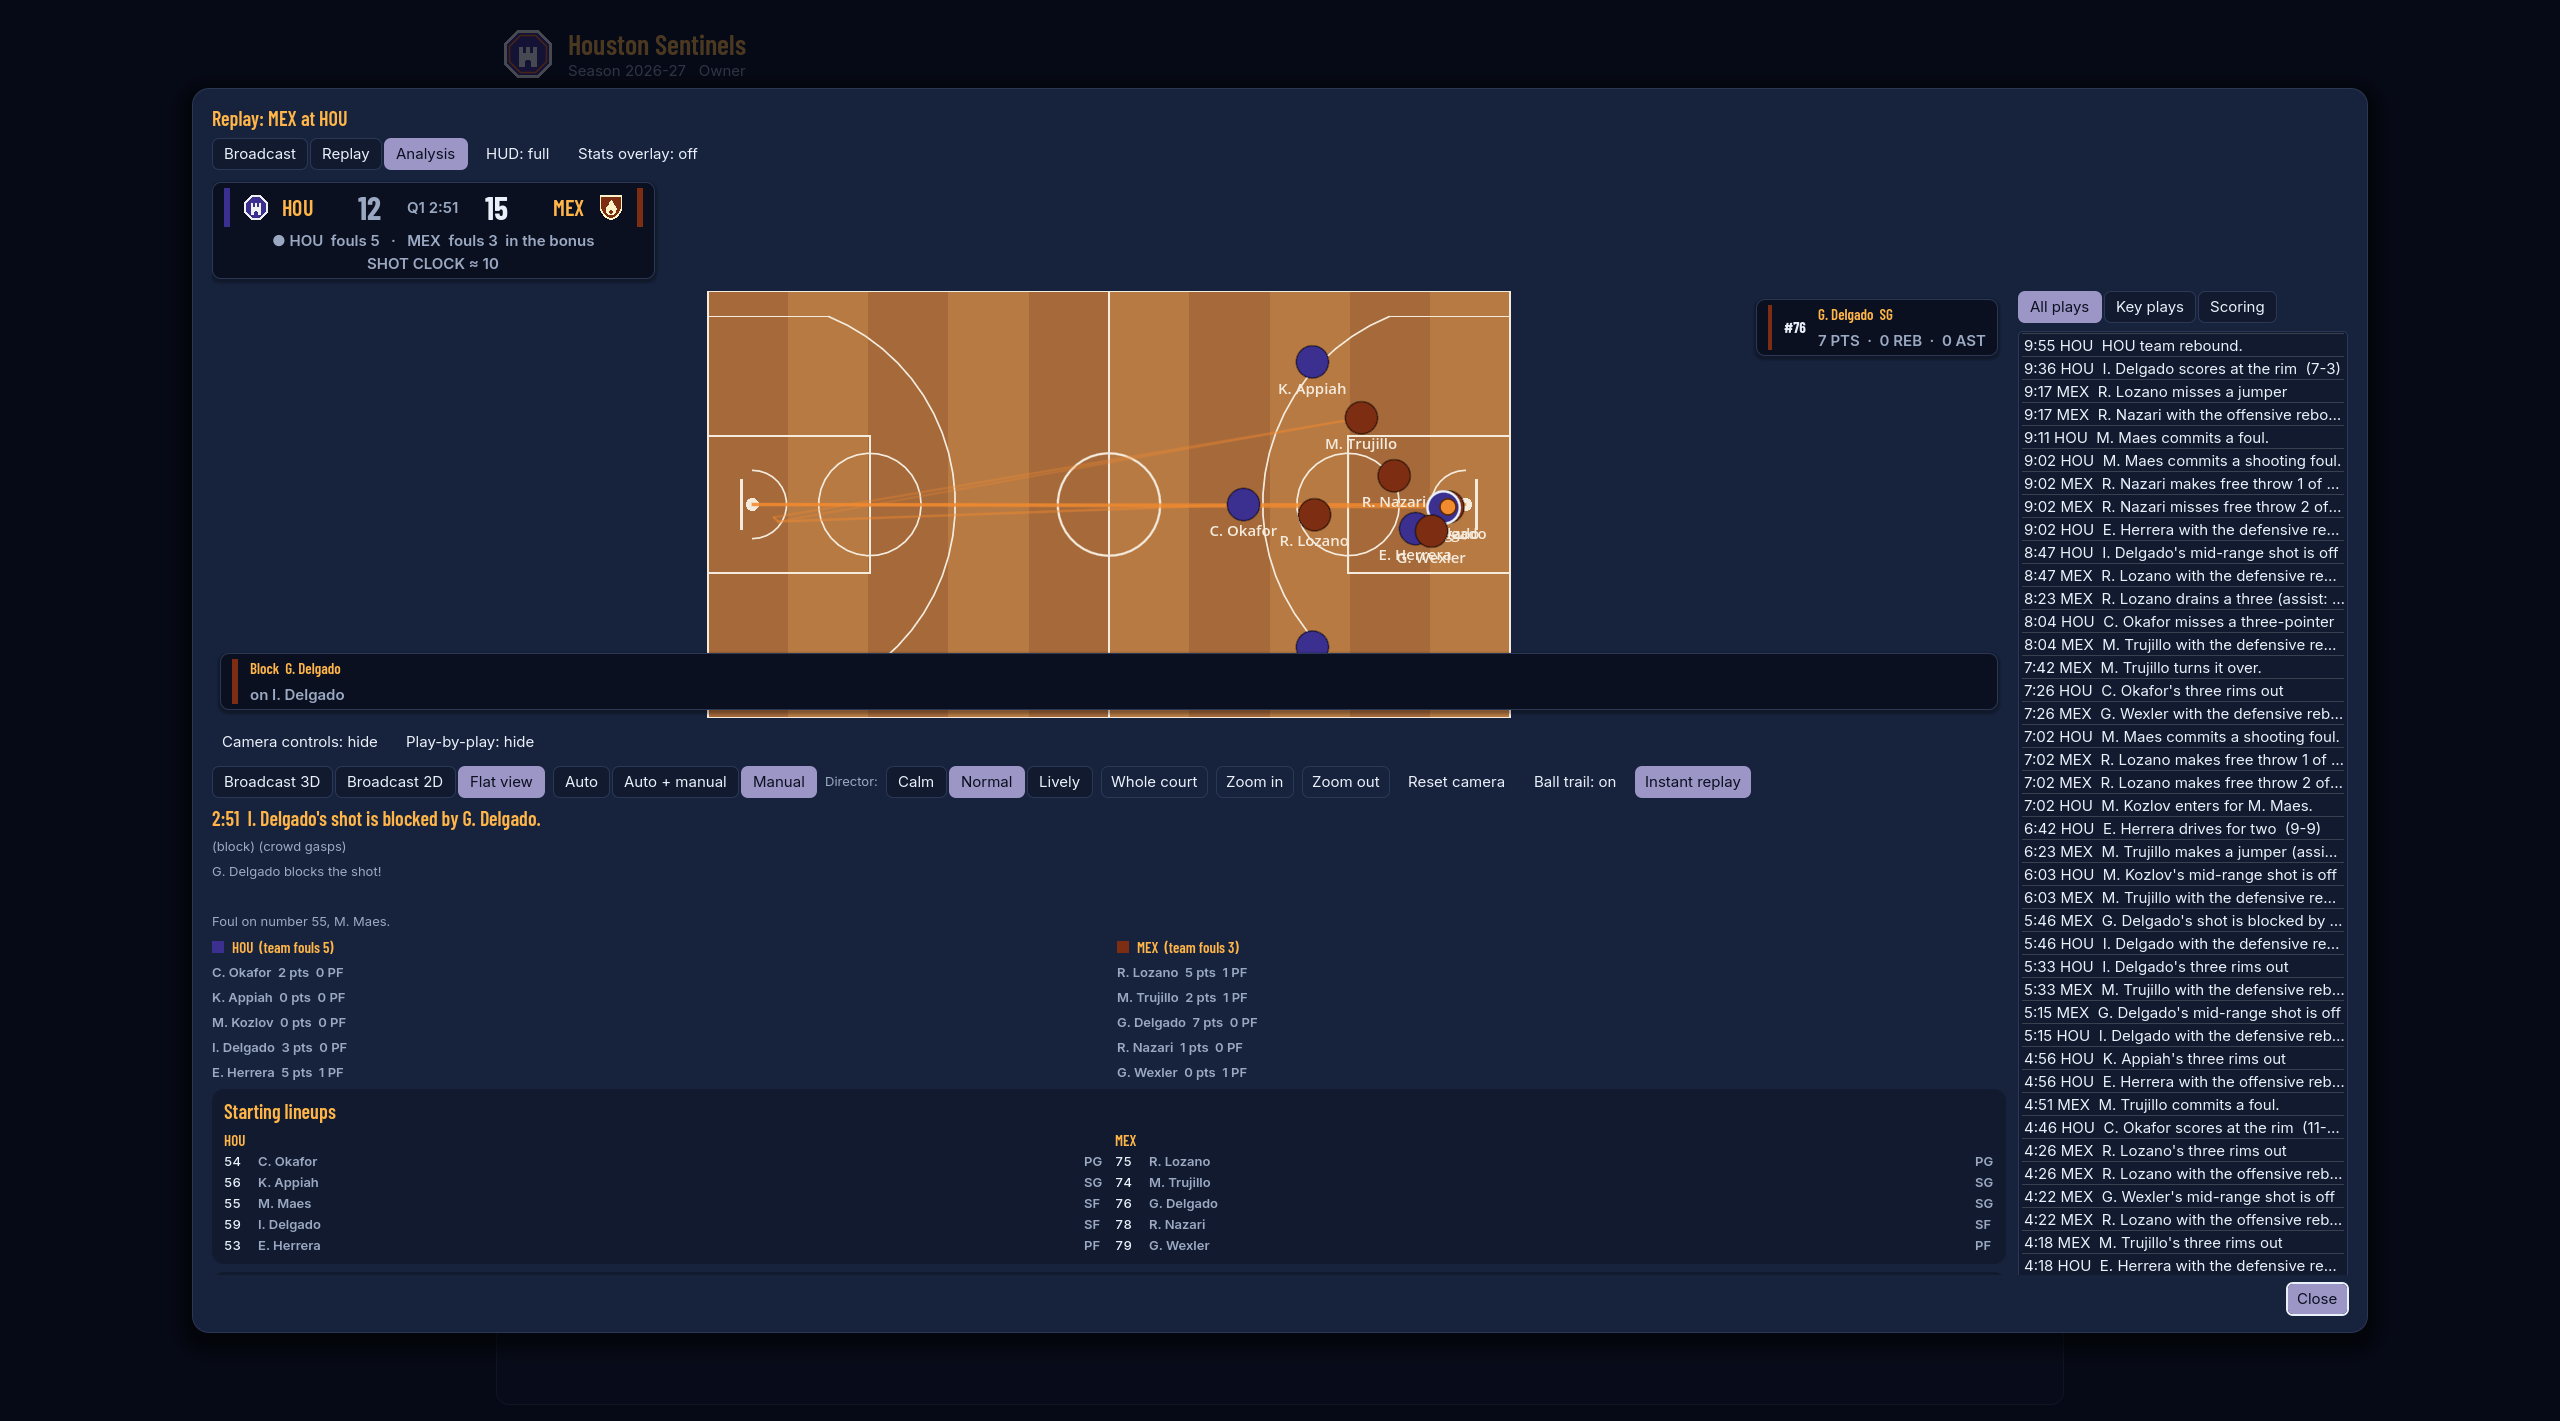 Houston Sentinels
Season 2026-27 Owner
Replay: MEX at HOU
Broadcast Replay Analysis HUD: full Stats overlay: off
HOU 12 Q1 2:51 15 MEX
HOU fouls 5 · MEX fouls 3 in the bonus
SHOT CLOCK ≈ 10
#76 G. Delgado SG
7 PTS · 0 REB · 0 AST
K. Appiah
M. Trujillo
R. Nazari
C. Okafor
R. Lozano
E. Herrera
G. Wexler
Block G. Delgado
on I. Delgado
Camera controls: hide Play-by-play: hide
Broadcast 3D Broadcast 2D Flat view Auto Auto + manual Manual Director: Calm Normal Lively Whole court Zoom in Zoom out Reset camera Ball trail: on Instant replay
2:51 I. Delgado's shot is blocked by G. Delgado.
(block) (crowd gasps)
G. Delgado blocks the shot!
Foul on number 55, M. Maes.
HOU (team fouls 5)
C. Okafor 2 pts 0 PF
K. Appiah 0 pts 0 PF
M. Kozlov 0 pts 0 PF
I. Delgado 3 pts 0 PF
E. Herrera 5 pts 1 PF
MEX (team fouls 3)
R. Lozano 5 pts 1 PF
M. Trujillo 2 pts 1 PF
G. Delgado 7 pts 0 PF
R. Nazari 1 pts 0 PF
G. Wexler 0 pts 1 PF
Starting lineups
HOU
54 C. Okafor PG
56 K. Appiah SG
55 M. Maes SF
59 I. Delgado SF
53 E. Herrera PF
MEX
75 R. Lozano PG
74 M. Trujillo SG
76 G. Delgado SG
78 R. Nazari SF
79 G. Wexler PF
All plays Key plays Scoring
9:55 HOU HOU team rebound.
9:36 HOU I. Delgado scores at the rim (7-3)
9:17 MEX R. Lozano misses a jumper
9:17 MEX R. Nazari with the offensive rebo...
9:11 HOU M. Maes commits a foul.
9:02 HOU M. Maes commits a shooting foul.
9:02 MEX R. Nazari makes free throw 1 of ...
9:02 MEX R. Nazari misses free throw 2 of...
9:02 HOU E. Herrera with the defensive re...
8:47 HOU I. Delgado's mid-range shot is off
8:47 MEX R. Lozano with the defensive re...
8:23 MEX R. Lozano drains a three (assist: ...
8:04 HOU C. Okafor misses a three-pointer
8:04 MEX M. Trujillo with the defensive re...
7:42 MEX M. Trujillo turns it over.
7:26 HOU C. Okafor's three rims out
7:26 MEX G. Wexler with the defensive reb...
7:02 HOU M. Maes commits a shooting foul.
7:02 MEX R. Lozano makes free throw 1 of ...
7:02 MEX R. Lozano makes free throw 2 of...
7:02 HOU M. Kozlov enters for M. Maes.
6:42 HOU E. Herrera drives for two (9-9)
6:23 MEX M. Trujillo makes a jumper (assi...
6:03 HOU M. Kozlov's mid-range shot is off
6:03 MEX M. Trujillo with the defensive re...
5:46 MEX G. Delgado's shot is blocked by ...
5:46 HOU I. Delgado with the defensive re...
5:33 HOU I. Delgado's three rims out
5:33 MEX M. Trujillo with the defensive reb...
5:15 MEX G. Delgado's mid-range shot is off
5:15 HOU I. Delgado with the defensive reb...
4:56 HOU K. Appiah's three rims out
4:56 HOU E. Herrera with the offensive reb...
4:51 MEX M. Trujillo commits a foul.
4:46 HOU C. Okafor scores at the rim (11-...
4:26 MEX R. Lozano's three rims out
4:26 MEX R. Lozano with the offensive reb...
4:22 MEX G. Wexler's mid-range shot is off
4:22 MEX R. Lozano with the offensive reb...
4:18 MEX M. Trujillo's three rims out
4:18 HOU E. Herrera with the defensive re...
Close